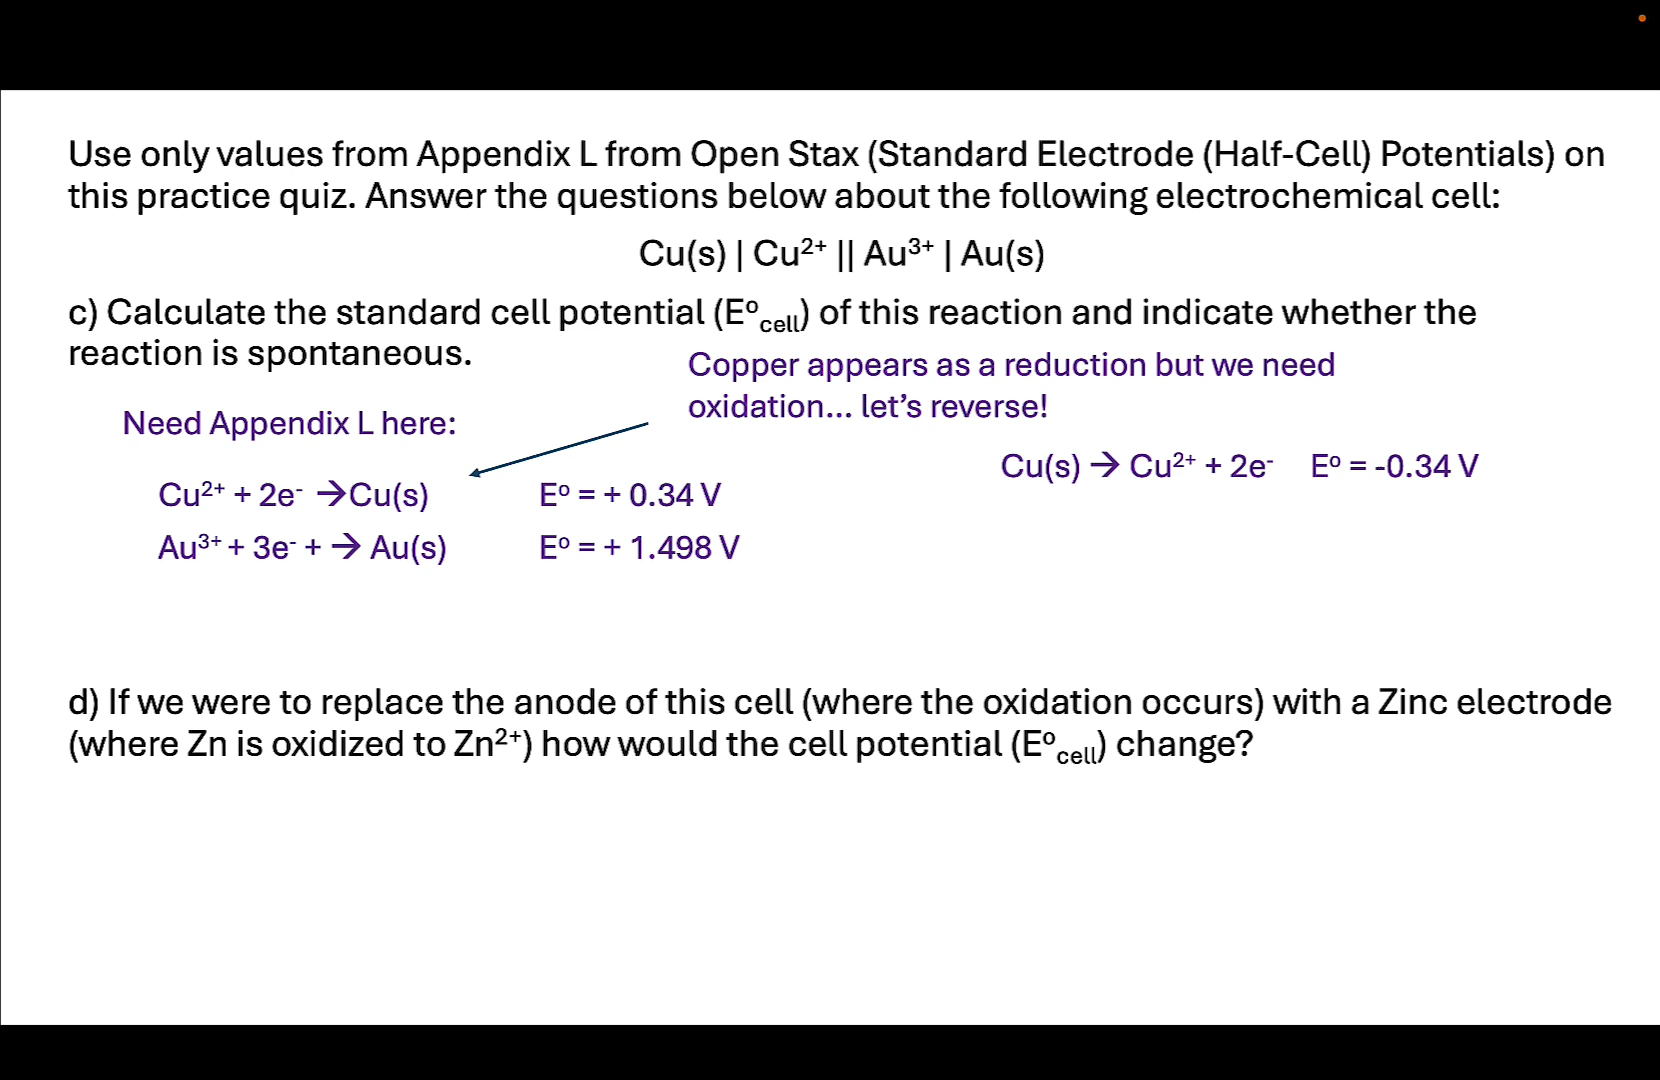 Use only values from Appendix L from Open Stax (Standard Electrode (Half-Cell) Potentials) on
this practice quiz. Answer the questions below about the following electrochemical cell:
Cu(s) | Cu²⁺ || Au³⁺ | Au(s)
c) Calculate the standard cell potential (Eº_cell) of this reaction and indicate whether the
reaction is spontaneous.
Copper appears as a reduction but we need
oxidation... let's reverse!
Need Appendix L here:
Cu(s) → Cu²⁺ + 2e⁻ Eº = -0.34 V
Cu²⁺ + 2e⁻ →Cu(s) Eº = + 0.34 V
Au³⁺ + 3e⁻ + → Au(s) Eº = + 1.498 V
d) If we were to replace the anode of this cell (where the oxidation occurs) with a Zinc electrode
(where Zn is oxidized to Zn²⁺) how would the cell potential (Eº_cell) change?